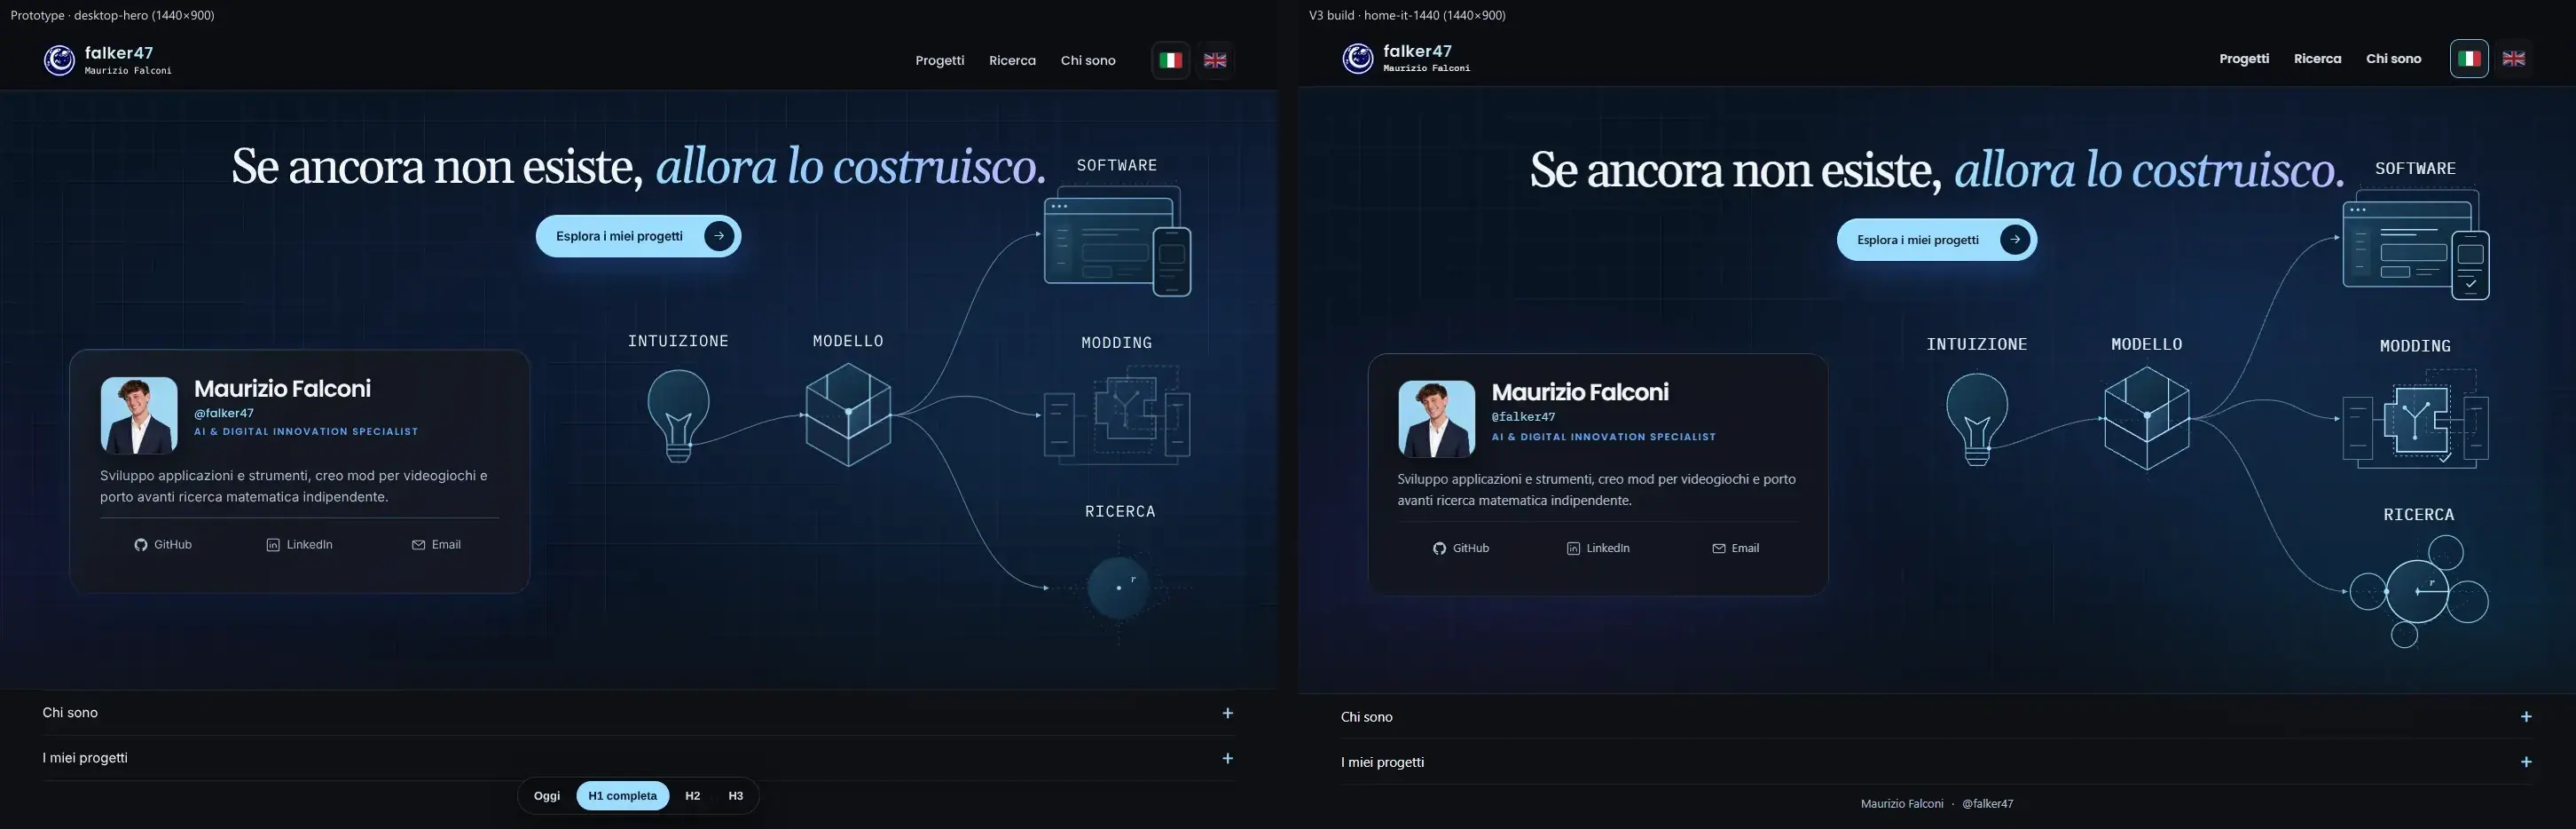 Prototype · desktop-hero (1440×900)
falker47
Maurizio Falconi
Progetti Ricerca Chi sono
Se ancora non esiste, allora lo costruisco.
Esplora i miei progetti
SOFTWARE
INTUIZIONE
MODELLO
MODDING
RICERCA
r
Maurizio Falconi
@falker47
AI & DIGITAL INNOVATION SPECIALIST
Sviluppo applicazioni e strumenti, creo mod per videogiochi e
porto avanti ricerca matematica indipendente.
GitHub LinkedIn Email
Chi sono
I miei progetti
Oggi H1 completa H2 H3
V3 build · home-it-1440 (1440×900)
falker47
Maurizio Falconi
Progetti Ricerca Chi sono
Se ancora non esiste, allora lo costruisco.
Esplora i miei progetti
SOFTWARE
INTUIZIONE
MODELLO
MODDING
RICERCA
r
Maurizio Falconi
@falker47
AI & DIGITAL INNOVATION SPECIALIST
Sviluppo applicazioni e strumenti, creo mod per videogiochi e porto
avanti ricerca matematica indipendente.
GitHub LinkedIn Email
Chi sono
I miei progetti
Maurizio Falconi · @falker47